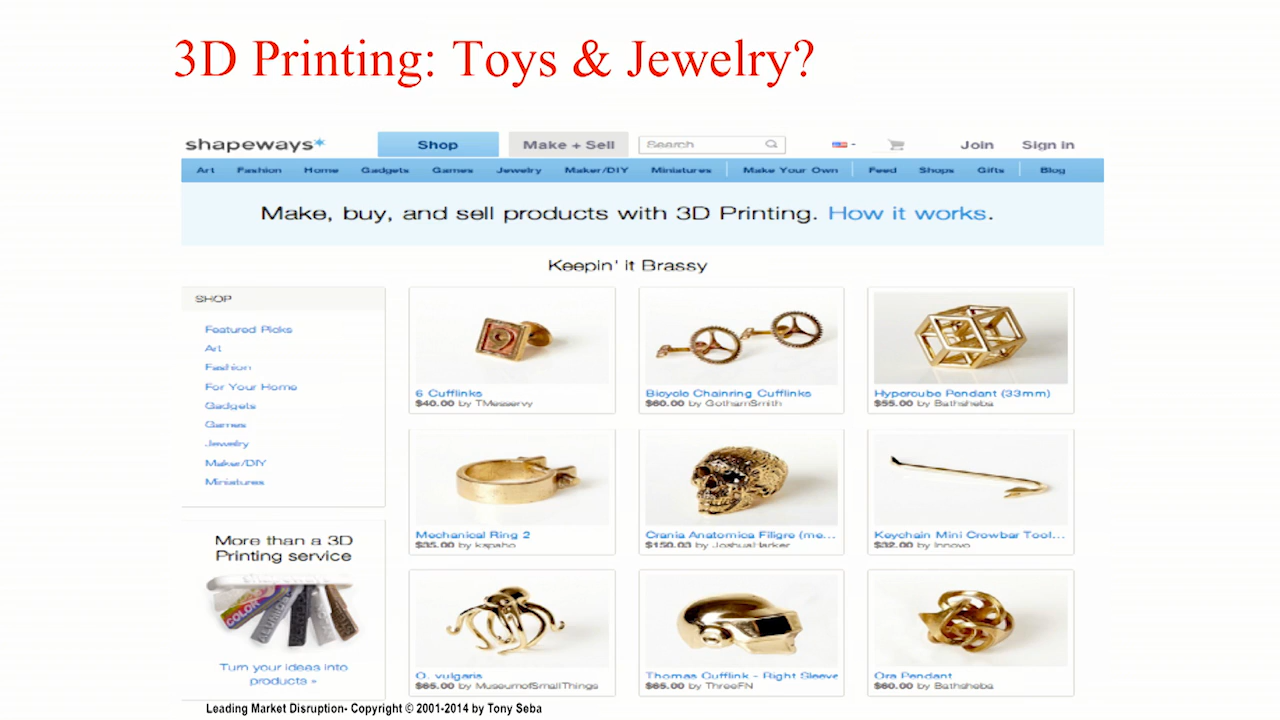 3D Printing: Toys & Jewelry?
shapeways*
Shop
Make + Sell
Search
Join
Sign in
Art Fashion Home Gadgets Games Jewelry Maker/DIY Miniatures Make Your Own Feed Shops Gifts Blog
Make, buy, and sell products with 3D Printing. How it works.
Keepin' it Brassy
SHOP
Featured Picks
Art
Fashion
For Your Home
Gadgets
Games
Jewelry
Maker/DIY
Miniatures
More than a 3D
Printing service
COLOR
Turn your ideas into
products »
9
6 Cufflinks
$40.00 by TMesservy
Bicycle Chainring Cufflinks
$60.00 by GothamSmith
Hypercube Pendant (33mm)
$55.00 by Bathsheba
Mechanical Ring 2
$35.00 by kspaho
Crania Anatomica Filigre (me...
$150.03 by JoshuaHarker
Keychain Mini Crowbar Tool...
$32.00 by Innovo
O. vulgaris
$65.00 by MuseumofSmallThings
Thomas Cufflink - Right Sleeve
$65.00 by ThreeFN
Ora Pendant
$60.00 by Bathsheba
Leading Market Disruption- Copyright © 2001-2014 by Tony Seba